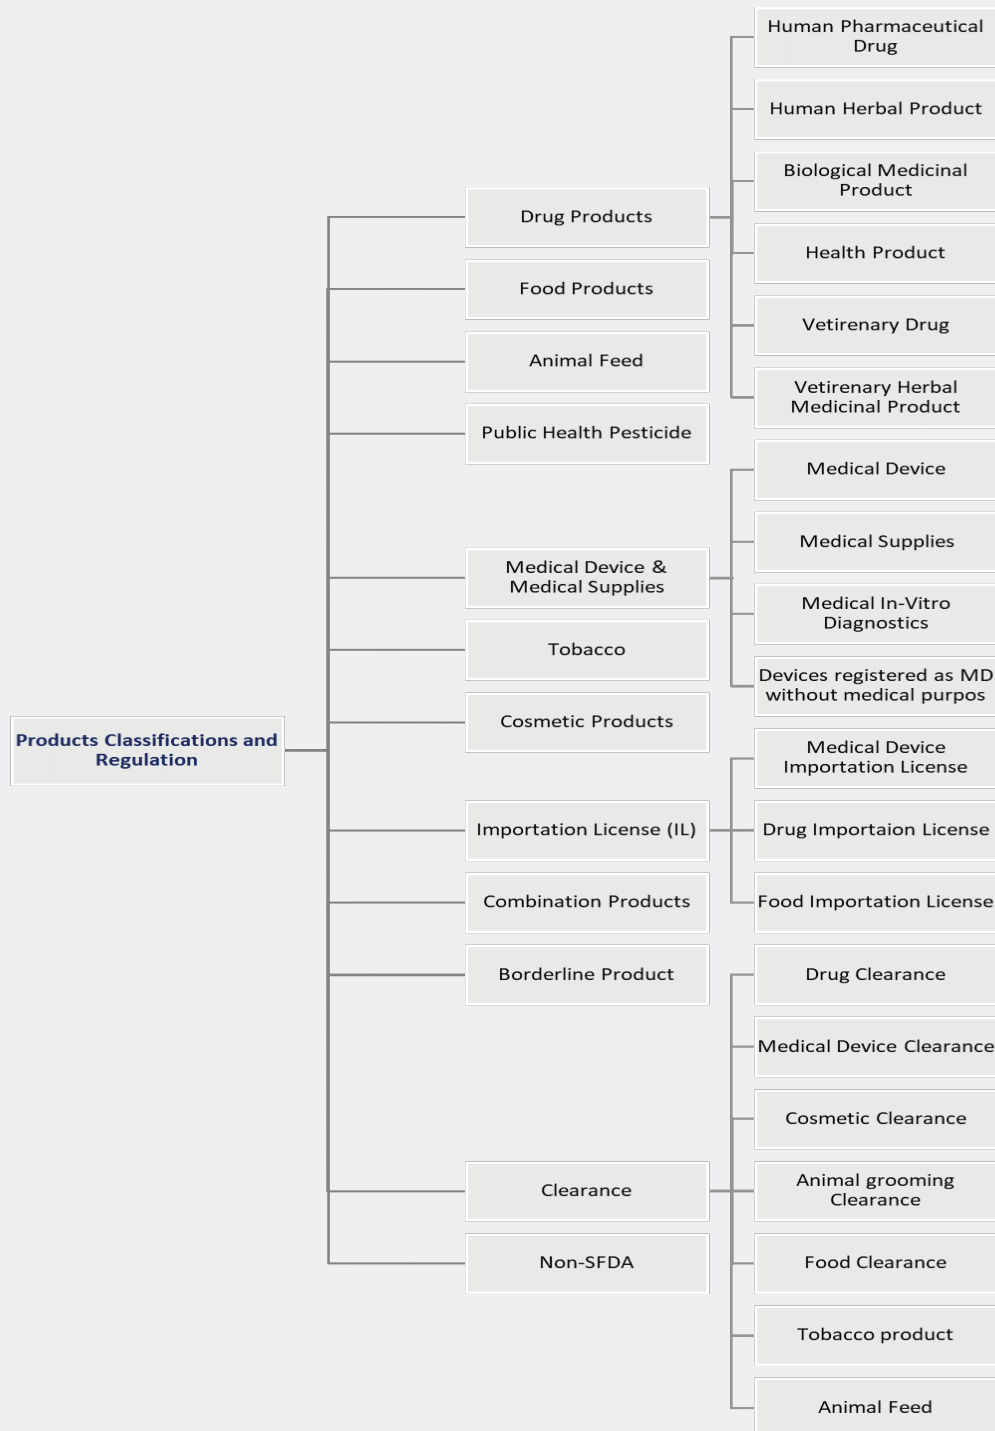 Products Classifications and
Regulation
Drug Products
Human Pharmaceutical
Drug
Human Herbal Product
Biological Medicinal
Product
Health Product
Vetirenary Drug
Vetirenary Herbal
Medicinal Product
Food Products
Animal Feed
Public Health Pesticide
Medical Device &
Medical Supplies
Medical Device
Medical Supplies
Medical In-Vitro
Diagnostics
Devices registered as MD
without medical purpos
Tobacco
Cosmetic Products
Importation License (IL)
Medical Device
Importation License
Drug Importaion License
Food Importation License
Combination Products
Borderline Product
Clearance
Drug Clearance
Medical Device Clearance
Cosmetic Clearance
Animal grooming
Clearance
Food Clearance
Tobacco product
Animal Feed
Non-SFDA